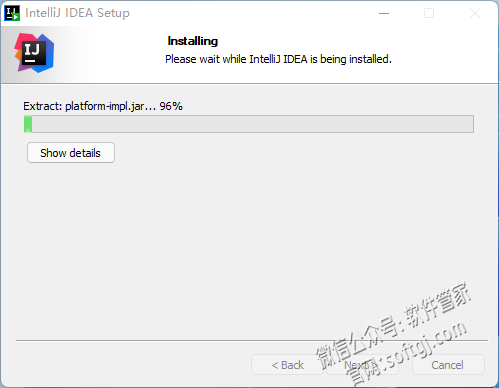 IntelliJ IDEA Setup
IJ
Installing
Please wait while IntelliJ IDEA is being installed.
Extract: platform-impl.jar... 96%
Show details
< Back
Next >
Cancel
微信公众号: 软件管家
官网:softgj.com